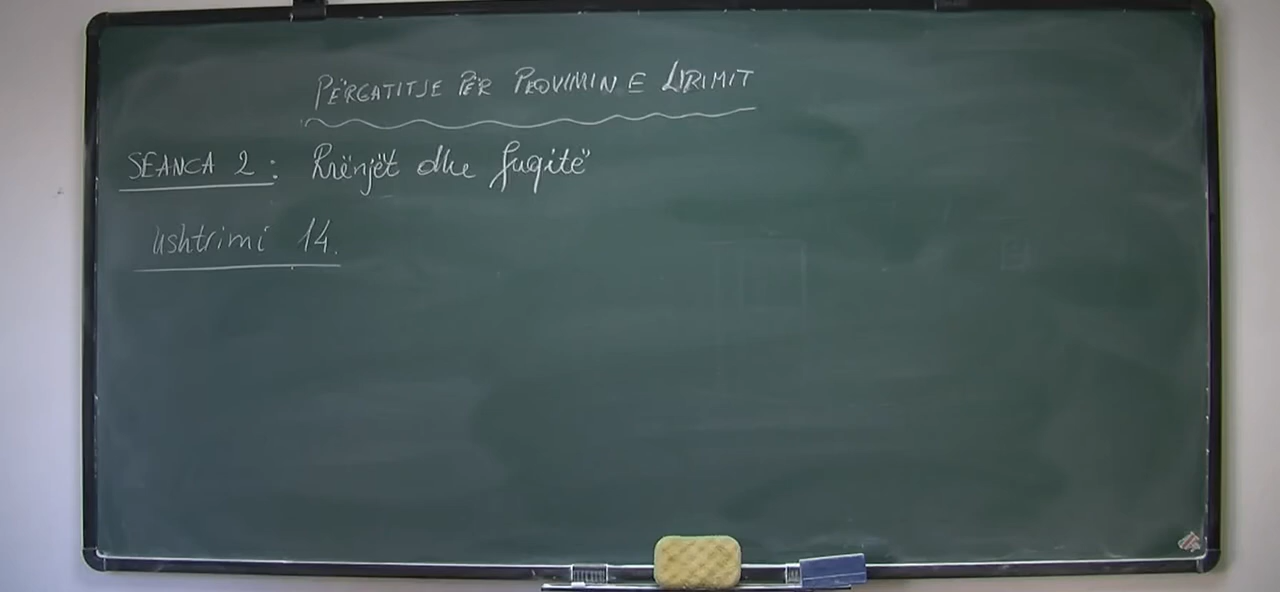 PËRGATITJE PËR PROVIMIN E LIRIMIT
SEANCA 2: Rrënjët dhe fuqitë
Ushtrimi 14.